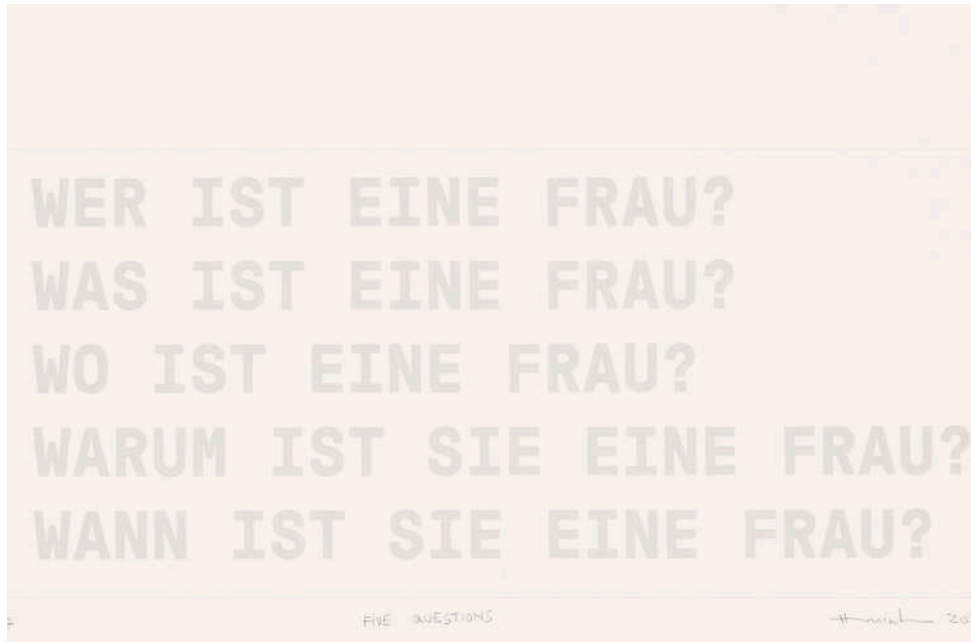 WER IST EINE FRAU?
WAS IST EINE FRAU?
WO IST EINE FRAU?
WARUM IST SIE EINE FRAU?
WANN IST SIE EINE FRAU?
FIVE QUESTIONS